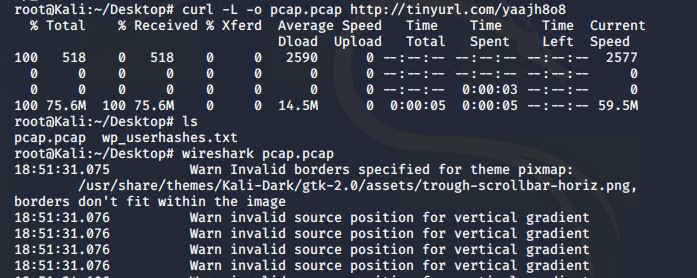 root@Kali:~/Desktop# curl -L -o pcap.pcap http://tinyurl.com/yaajh8o8
% Total % Received % Xferd Average Speed Time Time Time Current
Dload Upload Total Spent Left Speed
100 518 0 518 0 0 2590 0 --:--:-- --:--:-- --:--:-- 2577
0 0 0 0 0 0 0 0 --:--:-- 0:00:03 --:--:-- 0
0 0 0 0 0 0 0 0 --:--:-- --:--:-- --:--:-- 0
100 75.6M 100 75.6M 0 0 14.5M 0 0:00:05 0:00:05 --:--:-- 59.5M
root@Kali:~/Desktop# ls
pcap.pcap wp_userhashes.txt
root@Kali:~/Desktop# wireshark pcap.pcap
18:51:31.075 Warn Invalid borders specified for theme pixmap:
/usr/share/themes/Kali-Dark/gtk-2.0/assets/trough-scrollbar-horiz.png,
borders don't fit within the image
18:51:31.076 Warn invalid source position for vertical gradient
18:51:31.076 Warn invalid source position for vertical gradient
18:51:31.076 Warn invalid source position for vertical gradient
Warn invalid source position for vertical gradient